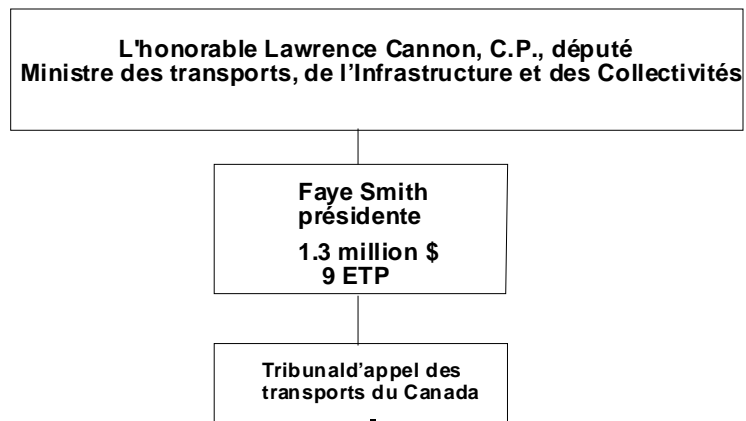 L'honorable Lawrence Cannon, C.P., député
Ministre des transports, de l'Infrastructure et des Collectivités
Faye Smith
présidente
1.3 million $
9 ETP
Tribunald'appel des
transports du Canada